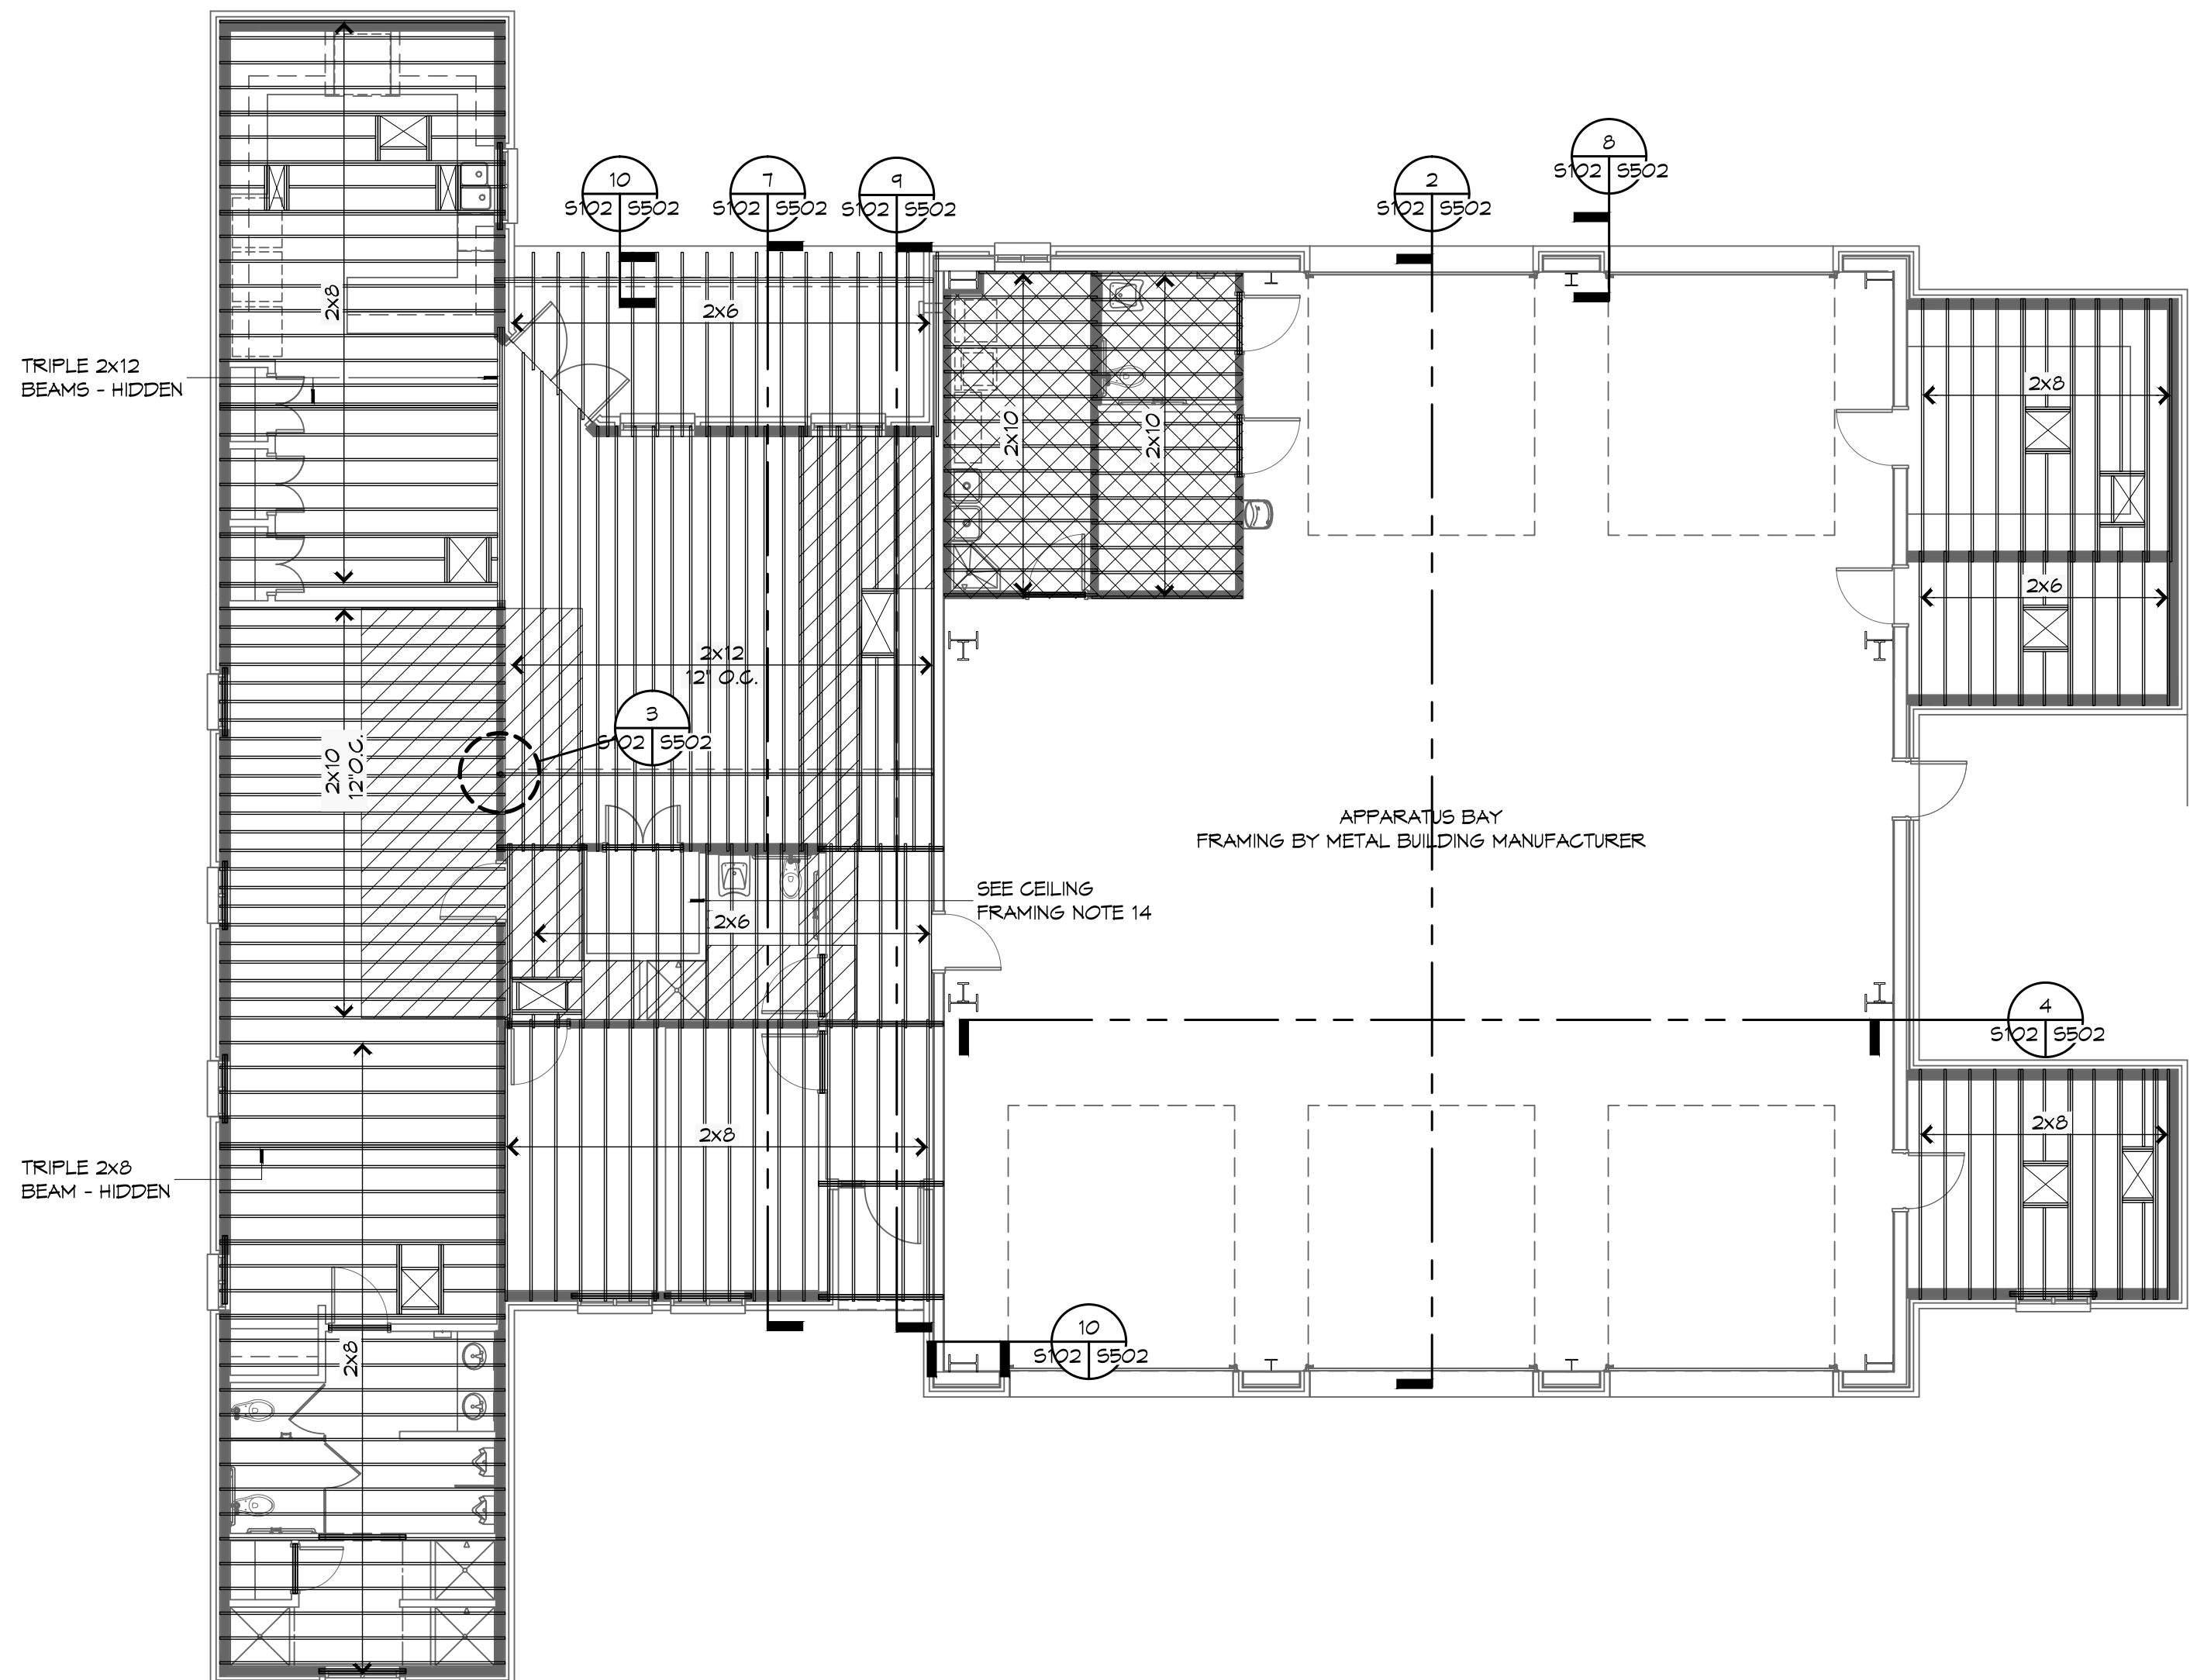 8
S102 S502
10
S102 S502
7
S102 S502
9
S102 S502
2
S102 S502
2x8
2x6
TRIPLE 2x12
BEAMS - HIDDEN
2x10
2x10
2x8
2x6
2x12
12" O.C.
3
S102 S502
2x10
12"O.C.
APPARATUS BAY
FRAMING BY METAL BUILDING MANUFACTURER
SEE CEILING
FRAMING NOTE 14
2x6
4
S102 S502
2x8
2x8
TRIPLE 2x8
BEAM - HIDDEN
2x8
10
S102 S502